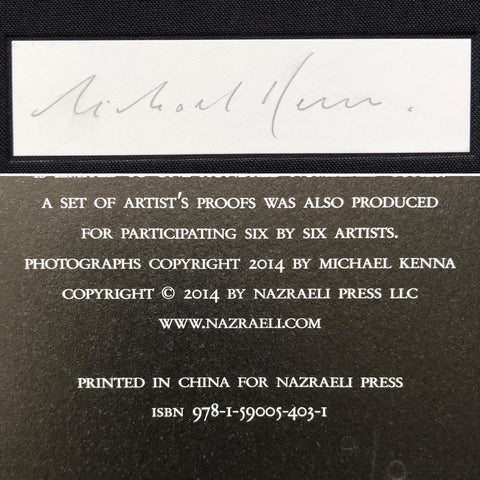 Michael Kenna.
A SET OF ARTIST'S PROOFS WAS ALSO PRODUCED
FOR PARTICIPATING SIX BY SIX ARTISTS.
PHOTOGRAPHS COPYRIGHT 2014 BY MICHAEL KENNA
COPYRIGHT © 2014 BY NAZRAELI PRESS LLC
WWW.NAZRAELI.COM
PRINTED IN CHINA FOR NAZRAELI PRESS
ISBN 978-1-59005-403-1